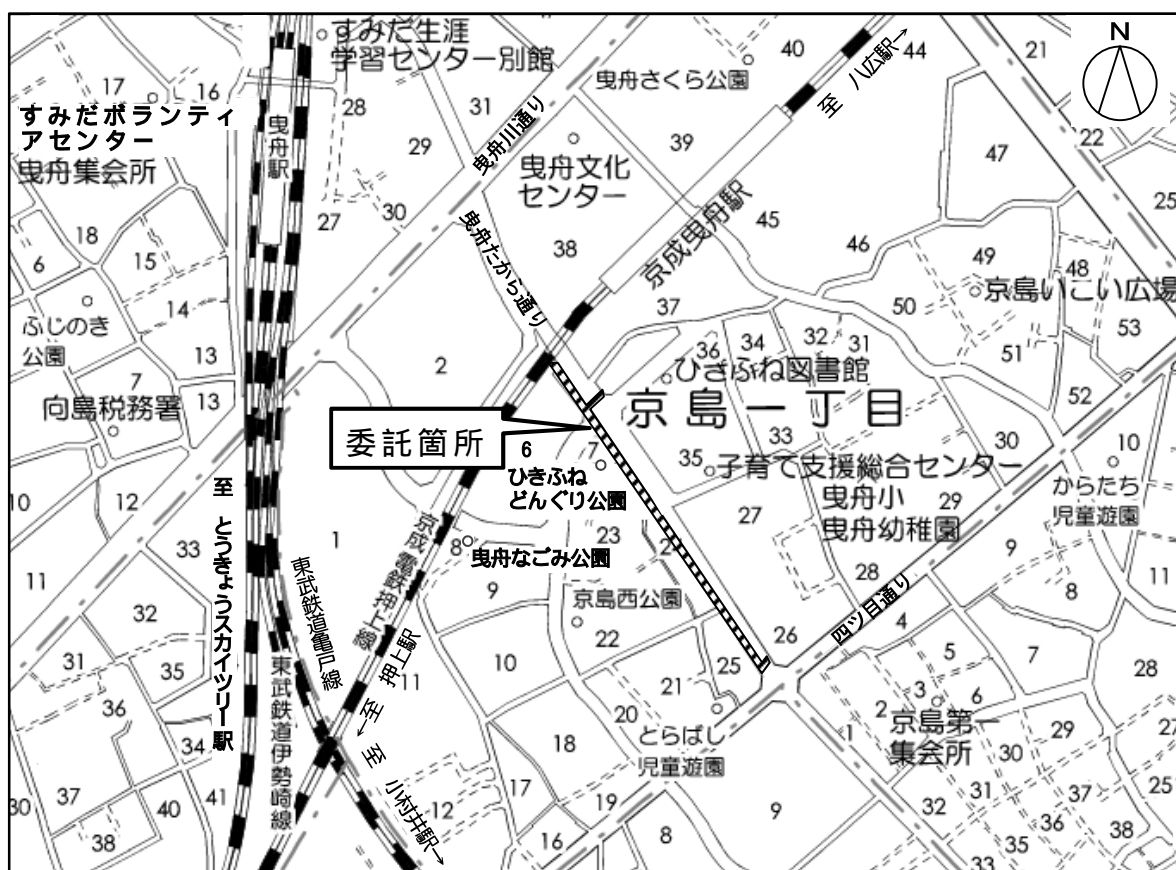 N
すみだ生涯
学習センター別館
40
44
21
至 八広駅→
17
16
28
31
曳舟さくら公園
22
すみだボランティ
アセンター
曳舟駅
曳舟川通り
29
39
47
曳舟集会所
曳舟文化
センター
25
27
30
京成曳舟駅
45
18
曳舟たから通り
38
46
49
48
6
15
37
50
京島いこい広場
14
ふじのき
公園
13
36
34
32
31
51
53
2
ひきふね図書館
7
13
52
向島税務署
京島一丁目
委託箇所
6
7
33
30
10
35
子育て支援総合センター
ひきふね
どんぐり公園
曳舟小
曳舟幼稚園
29
からたち
児童遊園
10
12
至 とうきょうスカイツリー駅
27
33
1
京成電鉄押上線
23
8
曳舟なごみ公園
28
9
11
11
東武鉄道亀戸線
9
京島西公園
8
四ツ目通り
32
22
26
4
31
35
至 押上駅
10
25
5
7
28
11
21
3
6
36
東武鉄道伊勢崎線
20
2
京島第一
集会所
とらばし
児童遊園
29
27
34
18
1
30
至 小村井駅→
37
41
17
31
37
25
30
40
12
19
9
32
36
38
38
16
8
35
33